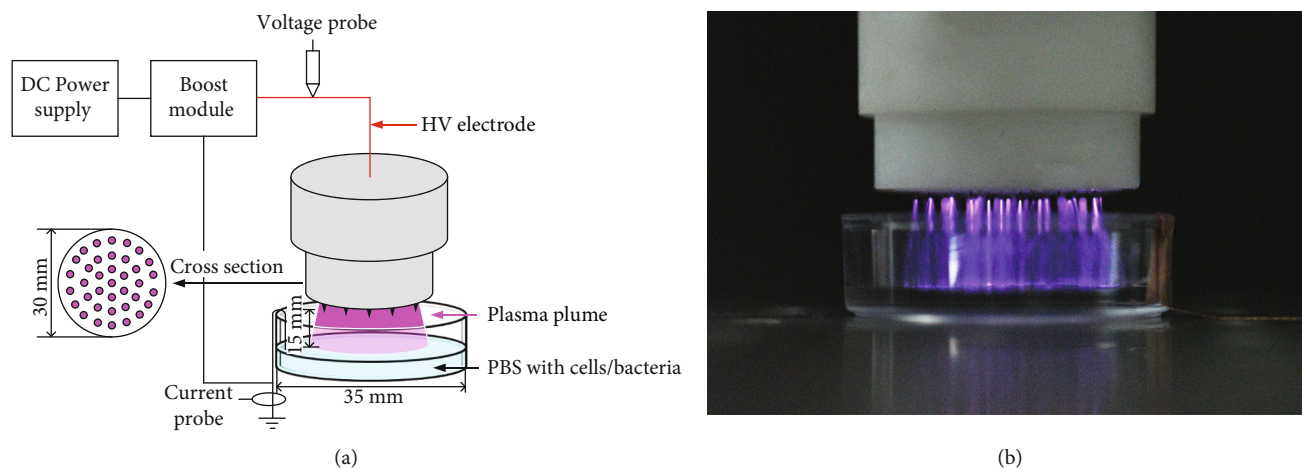 Voltage probe
DC Power
supply
Boost
module
HV electrode
Cross section
30 mm
15 mm
Plasma plume
PBS with cells/bacteria
35 mm
Current
probe
(a)
(b)